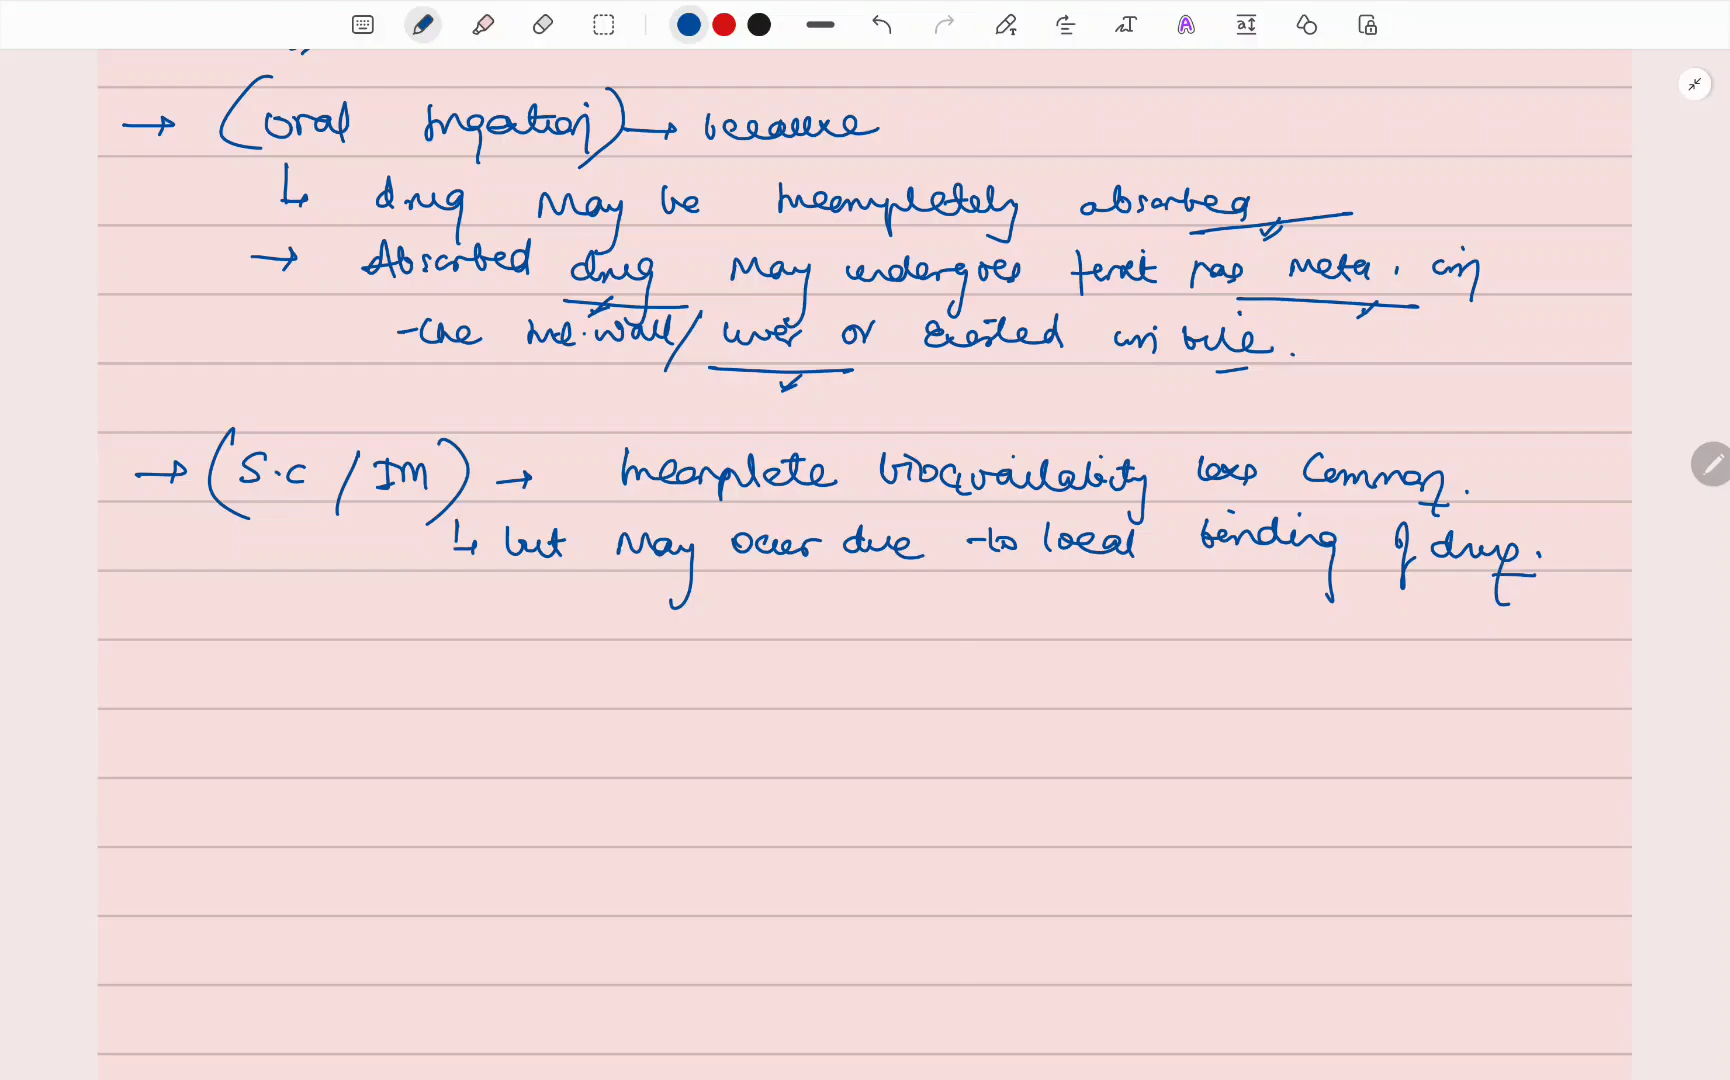 → (oral Ingestion) → because
↳ drug may be Incompletely absorbed
→ Absorbed drug may undergoes first pass meta. in
the Int. wall / liver or Excreted in bile.
→ (S.c / IM) → Incomplete bioavailability less Common.
↳ but May occur due to local binding of drug.